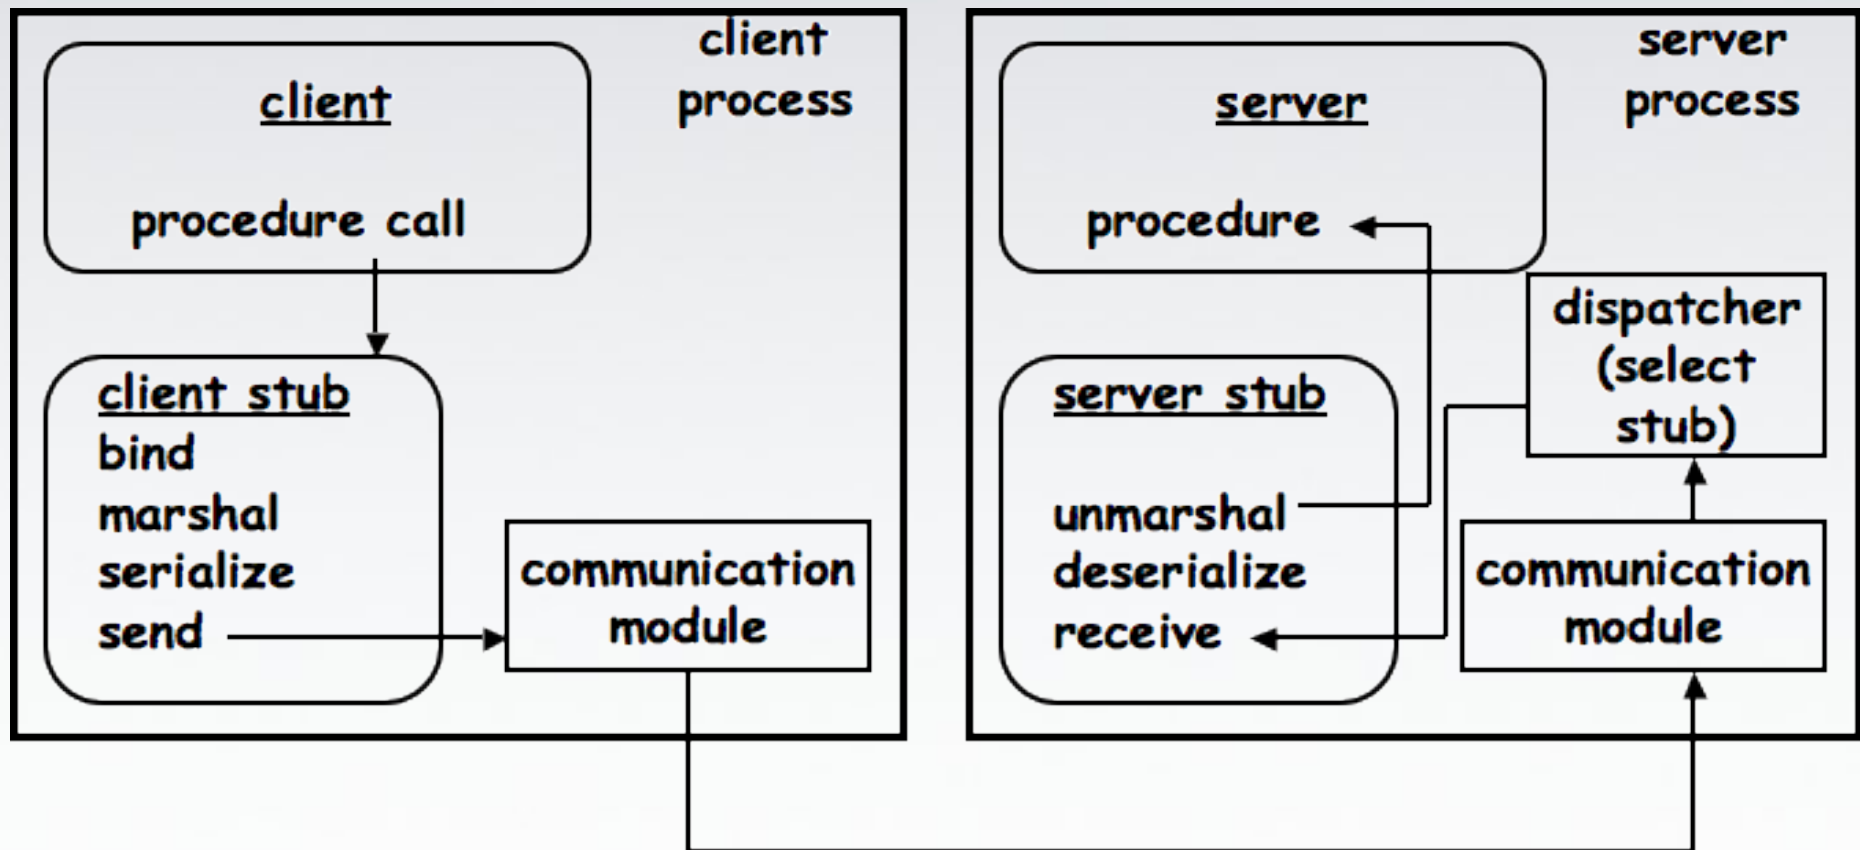 client
process
client
procedure call
client stub
bind
marshal
serialize
send
communication
module
server
process
server
procedure
dispatcher
(select
stub)
server stub
unmarshal
deserialize
receive
communication
module